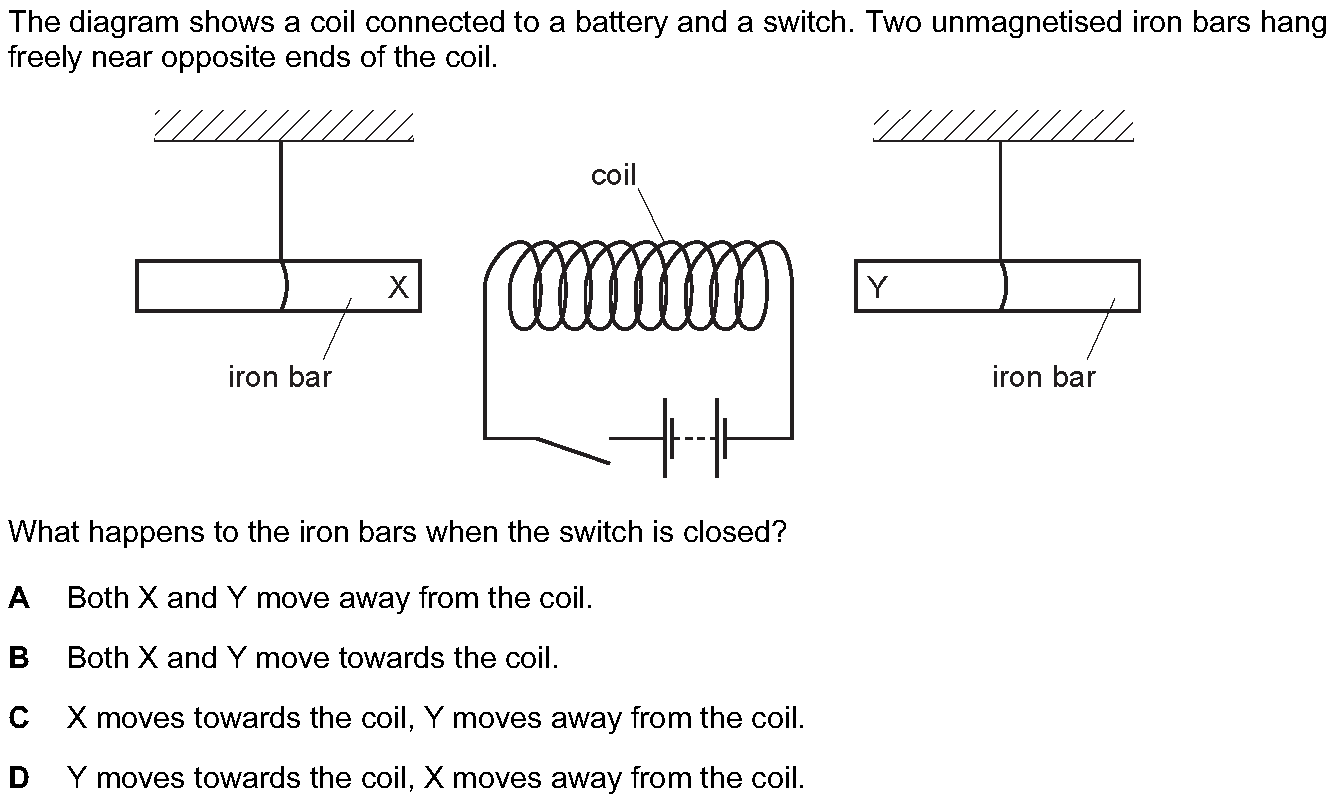 The diagram shows a coil connected to a battery and a switch. Two unmagnetised iron bars hang
freely near opposite ends of the coil.
coil
X
Y
iron bar
iron bar
What happens to the iron bars when the switch is closed?
A Both X and Y move away from the coil.
B Both X and Y move towards the coil.
C X moves towards the coil, Y moves away from the coil.
D Y moves towards the coil, X moves away from the coil.